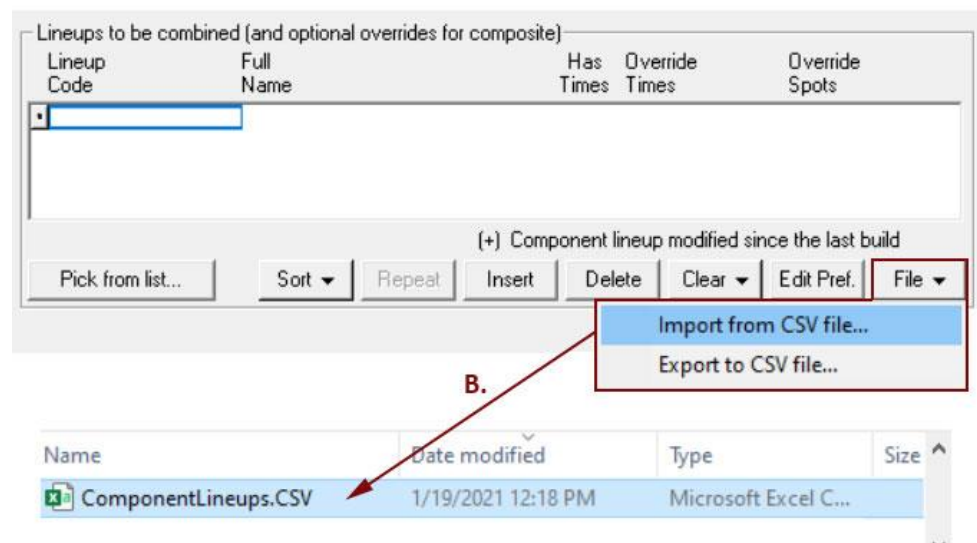 Lineups to be combined (and optional overrides for composite)
Lineup Full Has Override Override
Code Name Times Times Spots
(+) Component lineup modified since the last build
Pick from list... Sort Repeat Insert Delete Clear Edit Pref. File
Import from CSV file...
Export to CSV file...
B.
Name Date modified Type Size
ComponentLineups.CSV 1/19/2021 12:18 PM Microsoft Excel C...